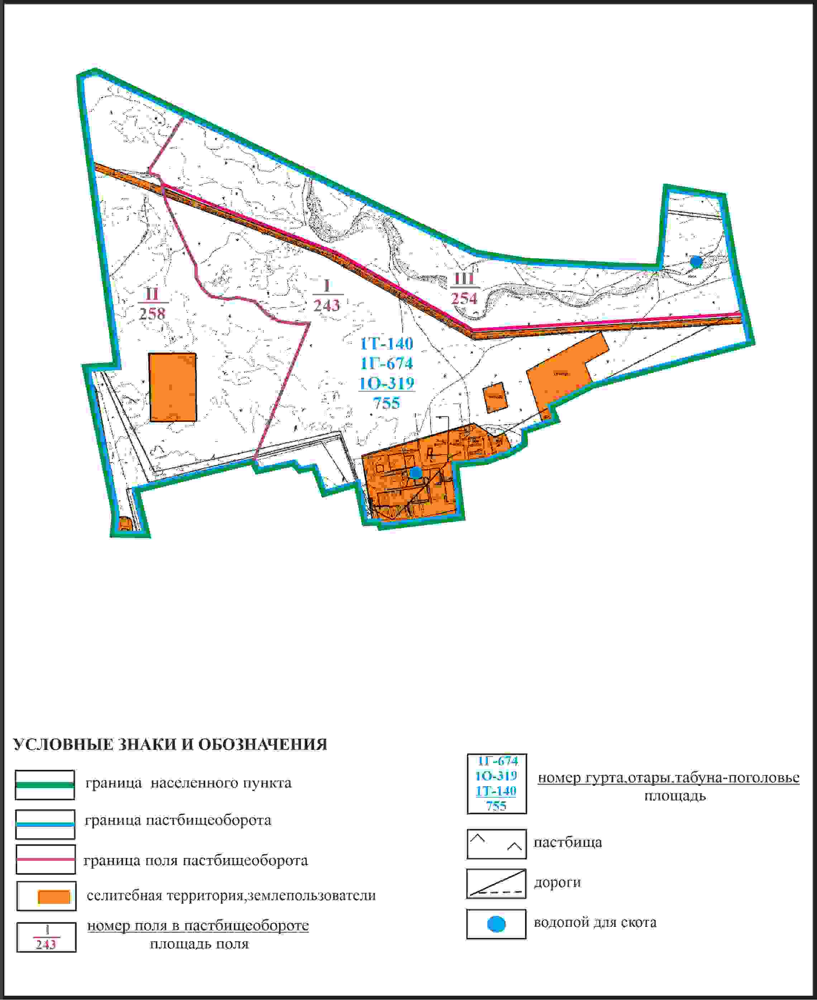 II
258
I
243
III
254
1Т-140
1Г-674
1О-319
755
УСЛОВНЫЕ ЗНАКИ И ОБОЗНАЧЕНИЯ
граница населенного пункта
граница пастбищеоборота
граница поля пастбищеоборота
селитебная территория,землепользователи
I
243
номер поля в пастбищеобороте
площадь поля
1Г-674
1О-319
1Т-140
755
номер гурта,отары,табуна-поголовье
площадь
пастбища
дороги
водопой для скота